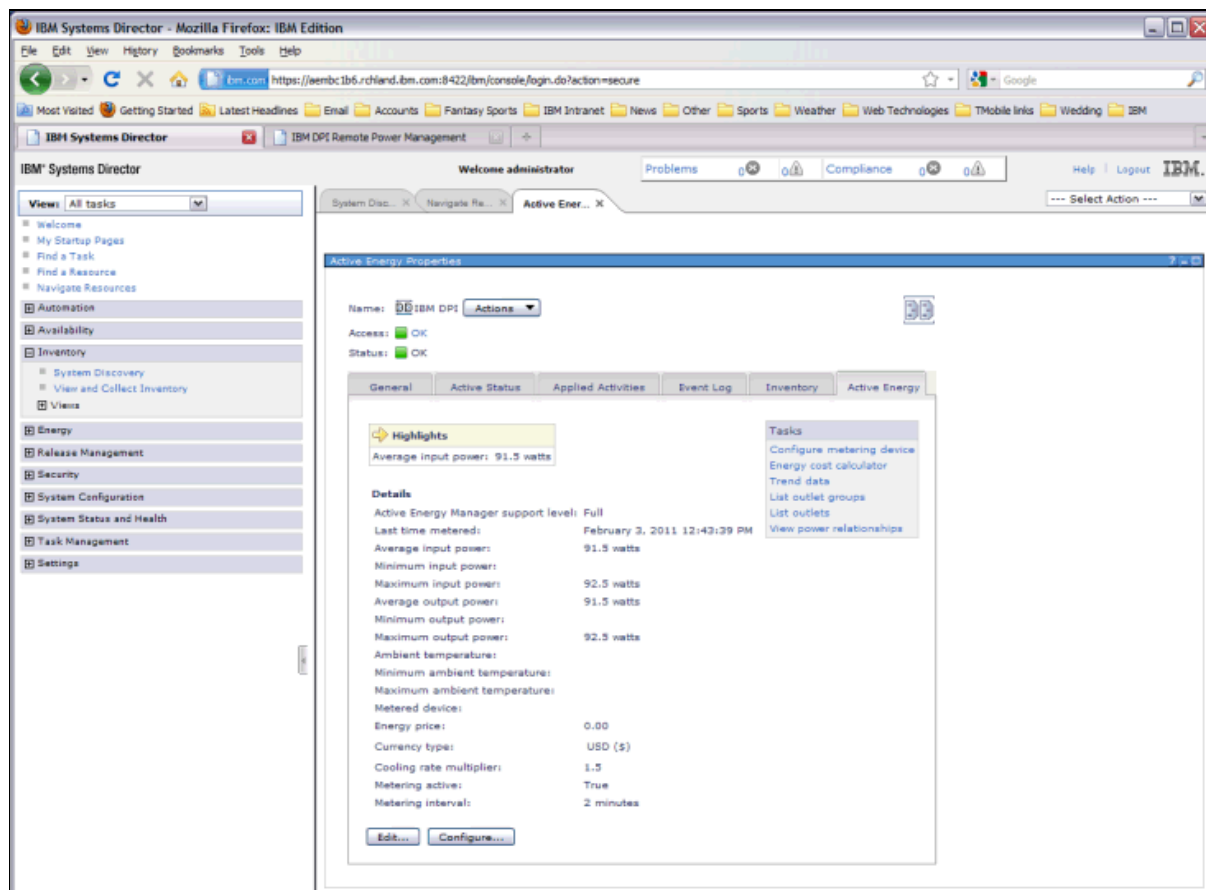 IBM Systems Director - Mozilla Firefox: IBM Edition
File Edit View History Bookmarks Tools Help
ibm.com https://aembc1b6.rchland.ibm.com:8422/ibm/console/login.do?action=secure Google
Most Visited Getting Started Latest Headlines Email Accounts Fantasy Sports IBM Intranet News Other Sports Weather Web Technologies TMobile links Wedding IBM
IBM Systems Director IBM DPI Remote Power Management
IBM® Systems Director Welcome administrator Problems 0 0 Compliance 0 0 Help Logout IBM.
View: All tasks
System Disc... Navigate Re... Active Ener... --- Select Action ---
Welcome
My Startup Pages
Find a Task
Find a Resource
Navigate Resources
Automation
Availability
Inventory
System Discovery
View and Collect Inventory
Views
Energy
Release Management
Security
System Configuration
System Status and Health
Task Management
Settings
Active Energy Properties
Name: IBM DPI Actions
Access: OK
Status: OK
General Active Status Applied Activities Event Log Inventory Active Energy
Highlights
Average input power: 91.5 watts
Tasks
Configure metering device
Energy cost calculator
Trend data
List outlet groups
List outlets
View power relationships
Details
Active Energy Manager support level: Full
Last time metered: February 3, 2011 12:43:39 PM
Average input power: 91.5 watts
Minimum input power:
Maximum input power: 92.5 watts
Average output power: 91.5 watts
Minimum output power:
Maximum output power: 92.5 watts
Ambient temperature:
Minimum ambient temperature:
Maximum ambient temperature:
Metered device:
Energy price: 0.00
Currency type: USD ($)
Cooling rate multiplier: 1.5
Metering active: True
Metering interval: 2 minutes
Edit... Configure...